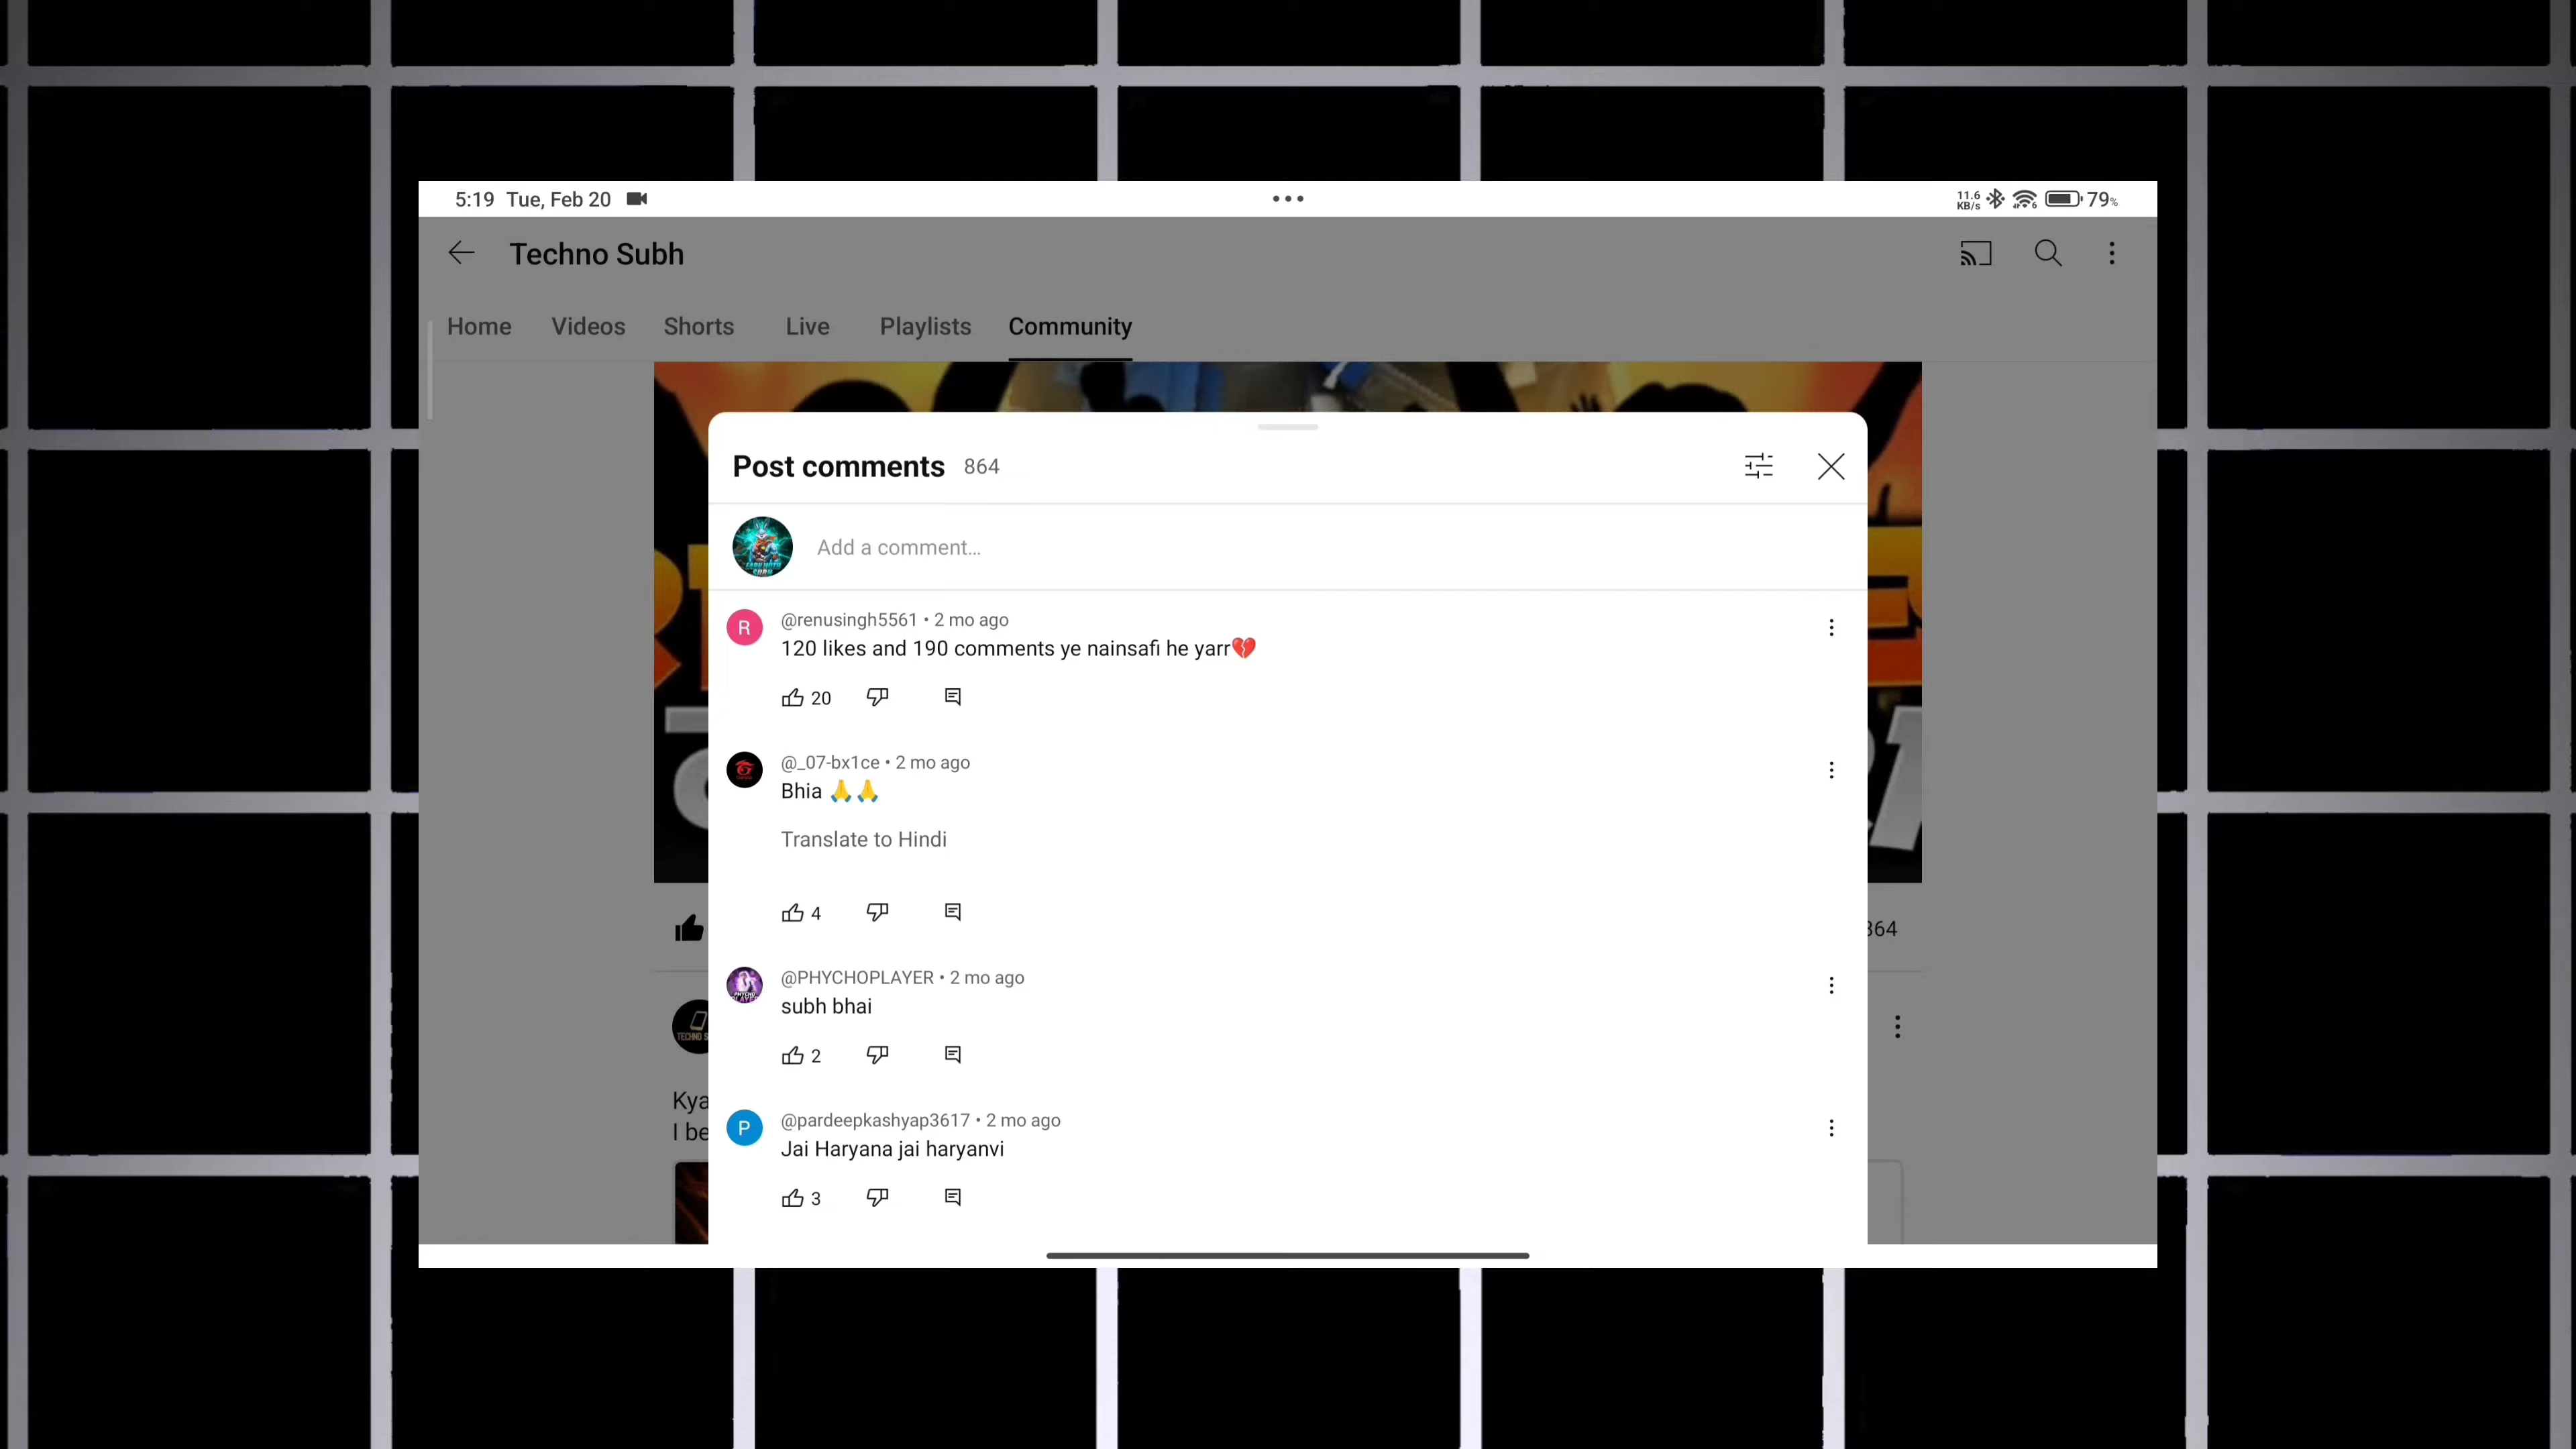 5:19 Tue, Feb 20
11.6 KB/s 79%
Techno Subh
Home Videos Shorts Live Playlists Community
Post comments 864
Add a comment...
R @renusingh5561 • 2 mo ago
120 likes and 190 comments ye nainsafi he yarr💔
20
@_07-bx1ce • 2 mo ago
Bhia 🙏🙏
Translate to Hindi
4
@PHYCHOPLAYER • 2 mo ago
subh bhai
2
P @pardeepkashyap3617 • 2 mo ago
Jai Haryana jai haryanvi
3